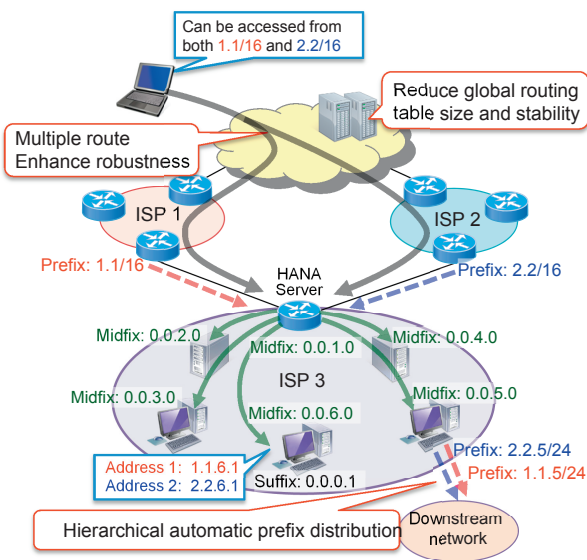 Can be accessed from
both 1.1/16 and 2.2/16
Reduce global routing
table size and stability
Multiple route
Enhance robustness
ISP 1
ISP 2
Prefix: 1.1/16
HANA
Server
Prefix: 2.2/16
Midfix: 0.0.2.0
Midfix: 0.0.1.0
Midfix: 0.0.4.0
ISP 3
Midfix: 0.0.3.0
Midfix: 0.0.5.0
Midfix: 0.0.6.0
Address 1: 1.1.6.1
Address 2: 2.2.6.1
Suffix: 0.0.0.1
Prefix: 2.2.5/24
Prefix: 1.1.5/24
Hierarchical automatic prefix distribution
Downstream
network